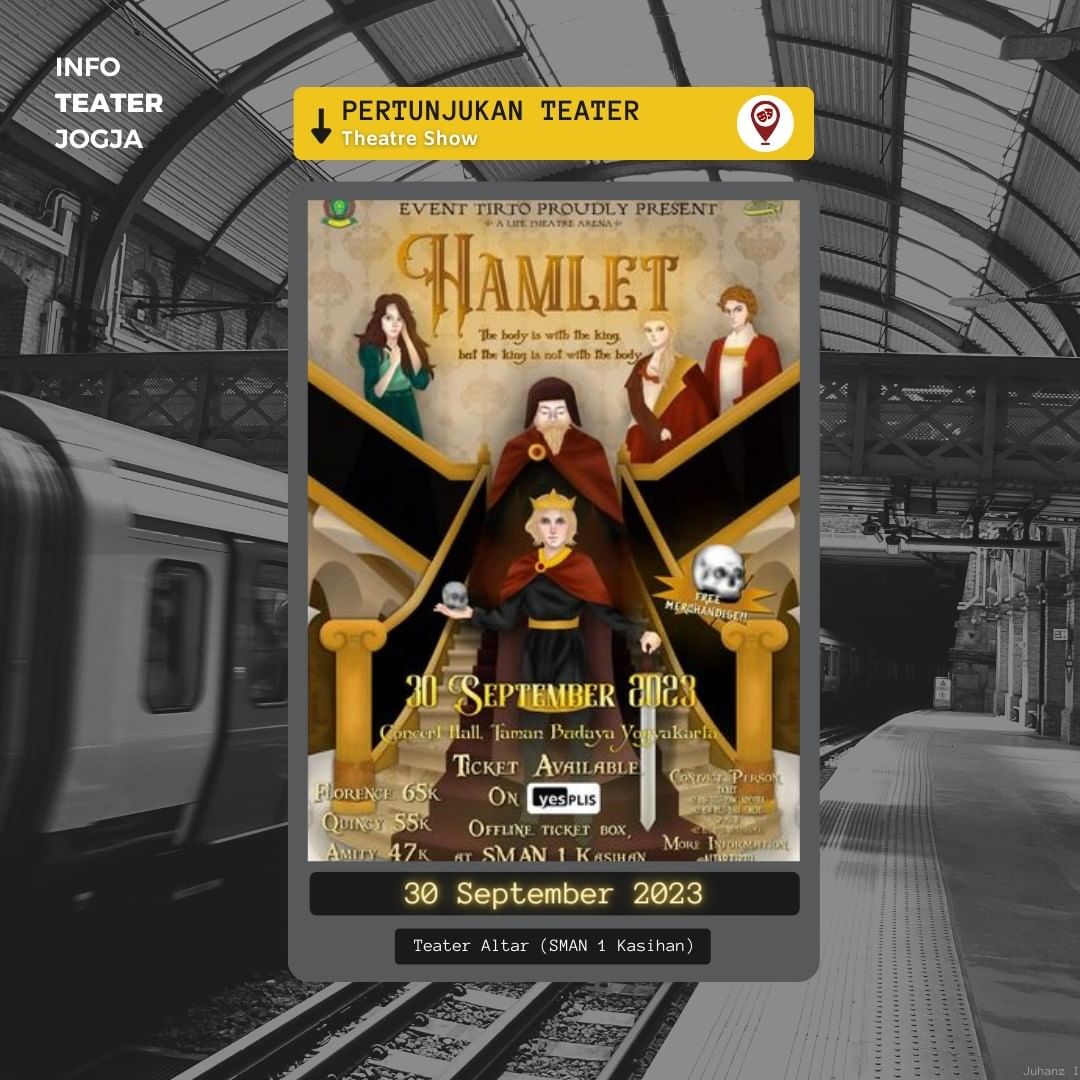 INFO
TEATER
JOGJA
PERTUNJUKAN TEATER
Theatre Show
EVENT TIRTO PROUDLY PRESENT
A LIFE THEATRE ARENA
HAMLET
The body is with the king,
but the king is not with the body
FREE
MERCHANDISE!!
30 SEPTEMBER 2023
Concert Hall, Taman Budaya Yogyakarta
TICKET AVAILABLE
ON yesPLIS
OFFLINE TICKET BOX,
AT SMAN 1 KASIHAN
FLORENCE 65K
QUINCY 55K
AMITY 47K
CONTACT PERSON
TICKET
MORE INFORMATION
30 September 2023
Teater Altar (SMAN 1 Kasihan)
Juhanz I